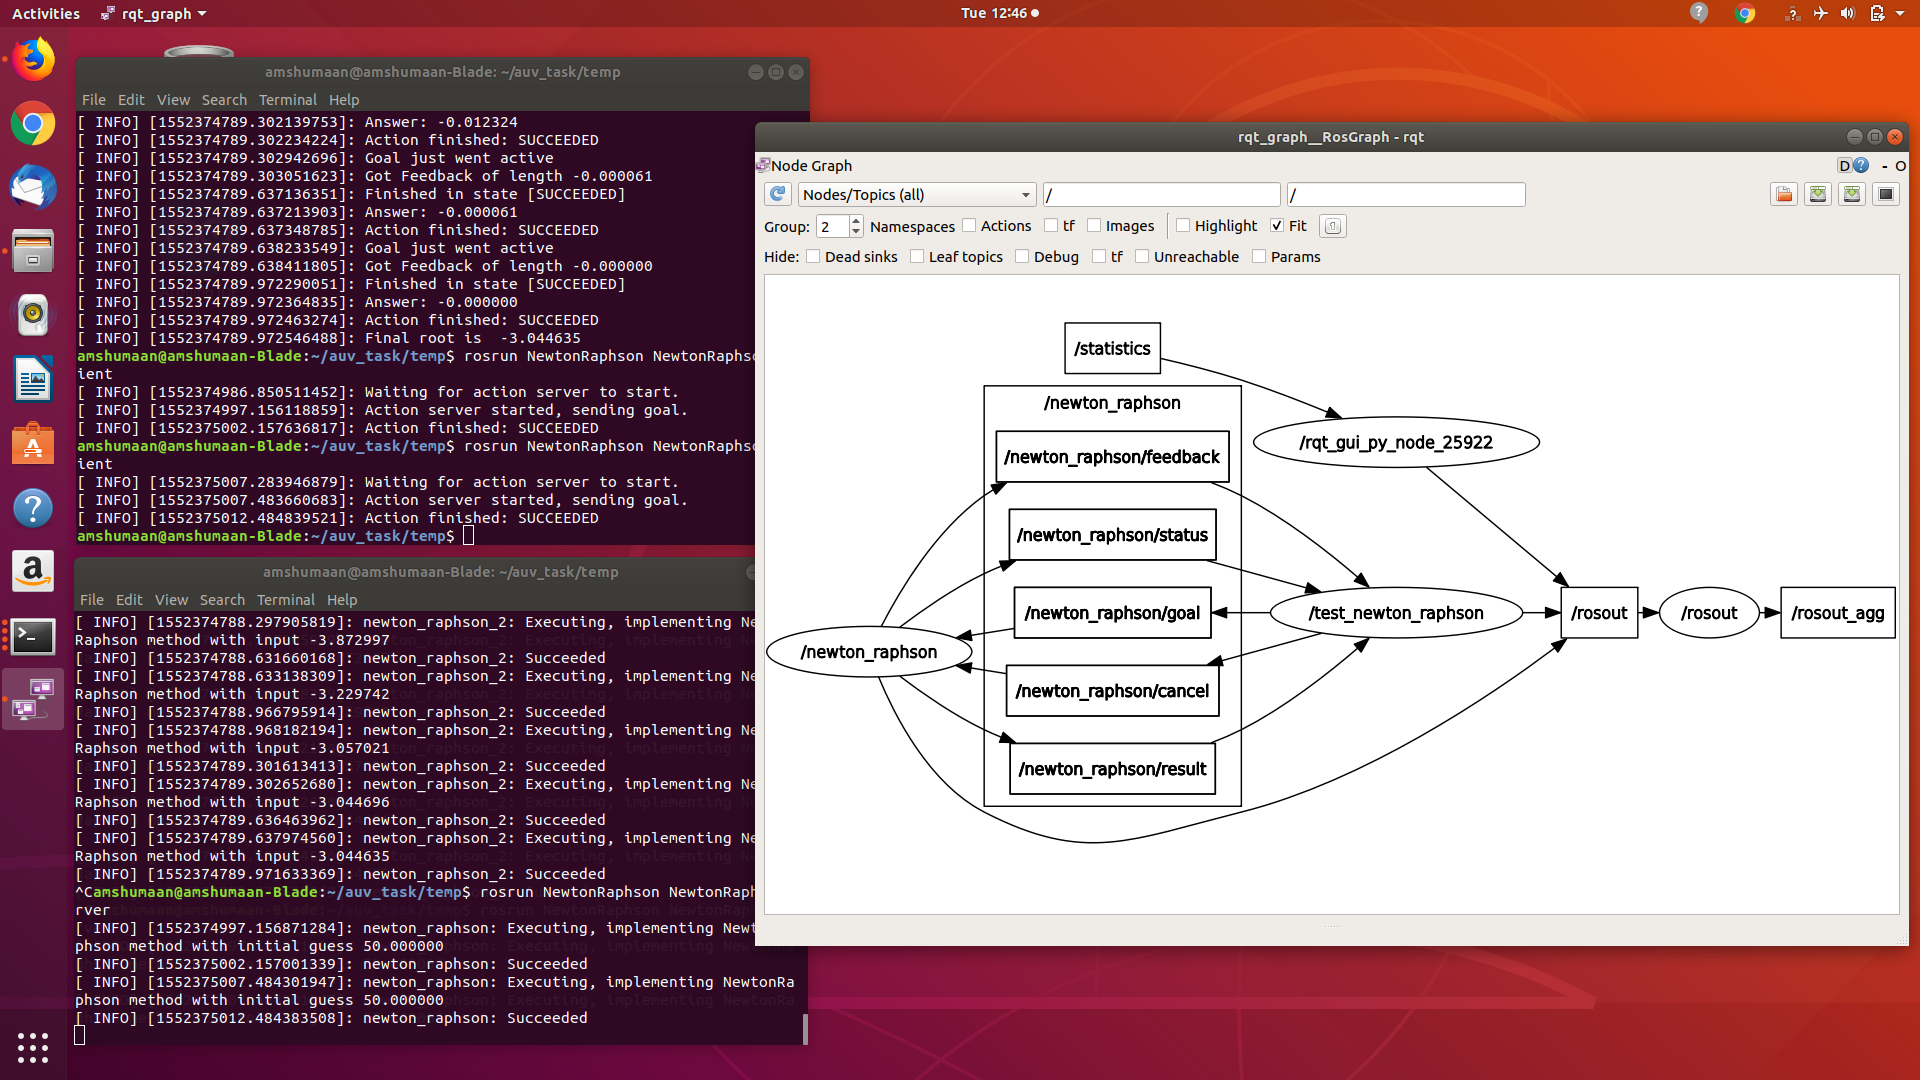 Activities
rqt_graph
Tue 12:46
amshumaan@amshumaan-Blade: ~/auv_task/temp
File Edit View Search Terminal Help
[ INFO] [1552374789.302139753]: Answer: -0.012324
[ INFO] [1552374789.302234224]: Action finished: SUCCEEDED
[ INFO] [1552374789.302942696]: Goal just went active
[ INFO] [1552374789.303051623]: Got Feedback of length -0.000061
[ INFO] [1552374789.637136351]: Finished in state [SUCCEEDED]
[ INFO] [1552374789.637213903]: Answer: -0.000061
[ INFO] [1552374789.637348785]: Action finished: SUCCEEDED
[ INFO] [1552374789.638233549]: Goal just went active
[ INFO] [1552374789.638411805]: Got Feedback of length -0.000000
[ INFO] [1552374789.972290051]: Finished in state [SUCCEEDED]
[ INFO] [1552374789.972364835]: Answer: -0.000000
[ INFO] [1552374789.972463274]: Action finished: SUCCEEDED
[ INFO] [1552374789.972546488]: Final root is  -3.044635
amshumaan@amshumaan-Blade:~/auv_task/temp$ rosrun NewtonRaphson NewtonRaphso
ient
[ INFO] [1552374986.850511452]: Waiting for action server to start.
[ INFO] [1552374997.156118859]: Action server started, sending goal.
[ INFO] [1552375002.157636817]: Action finished: SUCCEEDED
amshumaan@amshumaan-Blade:~/auv_task/temp$ rosrun NewtonRaphson NewtonRaphso
ient
[ INFO] [1552375007.283946879]: Waiting for action server to start.
[ INFO] [1552375007.483660683]: Action server started, sending goal.
[ INFO] [1552375012.484839521]: Action finished: SUCCEEDED
amshumaan@amshumaan-Blade:~/auv_task/temp$
amshumaan@amshumaan-Blade: ~/auv_task/temp
File Edit View Search Terminal Help
[ INFO] [1552374788.297905819]: newton_raphson_2: Executing, implementing Ne
Raphson method with input -3.872997
[ INFO] [1552374788.631660168]: newton_raphson_2: Succeeded
[ INFO] [1552374788.633138309]: newton_raphson_2: Executing, implementing Ne
Raphson method with input -3.229742
[ INFO] [1552374788.966795914]: newton_raphson_2: Succeeded
[ INFO] [1552374788.968182194]: newton_raphson_2: Executing, implementing Ne
Raphson method with input -3.057021
[ INFO] [1552374789.301613413]: newton_raphson_2: Succeeded
[ INFO] [1552374789.302652680]: newton_raphson_2: Executing, implementing Ne
Raphson method with input -3.044696
[ INFO] [1552374789.636463962]: newton_raphson_2: Succeeded
[ INFO] [1552374789.637974560]: newton_raphson_2: Executing, implementing Ne
Raphson method with input -3.044635
[ INFO] [1552374789.971633369]: newton_raphson_2: Succeeded
^Camshumaan@amshumaan-Blade:~/auv_task/temp$ rosrun NewtonRaphson NewtonRaph
rver
[ INFO] [1552374997.156871284]: newton_raphson: Executing, implementing Newt
phson method with initial guess 50.000000
[ INFO] [1552375002.157001339]: newton_raphson: Succeeded
[ INFO] [1552375007.484301947]: newton_raphson: Executing, implementing NewtonRa
phson method with initial guess 50.000000
[ INFO] [1552375012.484383508]: newton_raphson: Succeeded
rqt_graph__RosGraph - rqt
Node Graph
D - O
Nodes/Topics (all) / /
Group: 2 Namespaces Actions tf Images Highlight Fit
Hide: Dead sinks Leaf topics Debug tf Unreachable Params
/statistics
/newton_raphson
/rqt_gui_py_node_25922
/newton_raphson/feedback
/newton_raphson/status
/newton_raphson/goal
/test_newton_raphson
/rosout
/rosout
/rosout_agg
/newton_raphson
/newton_raphson/cancel
/newton_raphson/result